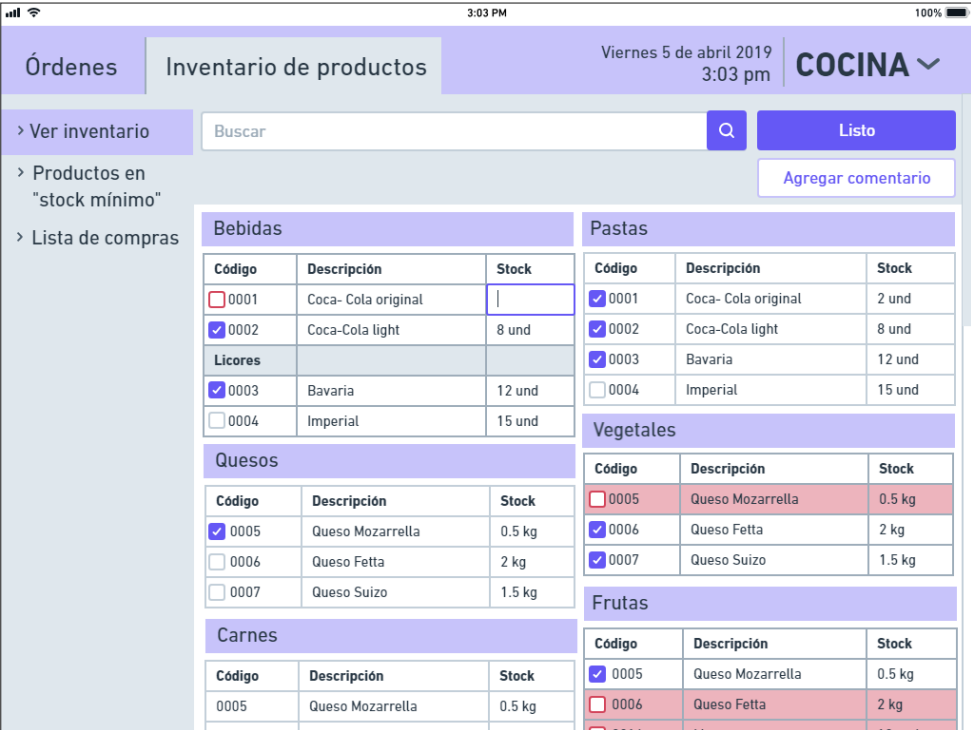 3:03 PM
100%
Órdenes
Inventario de productos
Viernes 5 de abril 2019
3:03 pm
COCINA
> Ver inventario
> Productos en
"stock mínimo"
> Lista de compras
Buscar
Listo
Agregar comentario
Bebidas
Código Descripción Stock
0001 Coca- Cola original
0002 Coca-Cola light 8 und
Licores
0003 Bavaria 12 und
0004 Imperial 15 und
Quesos
Código Descripción Stock
0005 Queso Mozarrella 0.5 kg
0006 Queso Fetta 2 kg
0007 Queso Suizo 1.5 kg
Carnes
Código Descripción Stock
0005 Queso Mozarrella 0.5 kg
Pastas
Código Descripción Stock
0001 Coca- Cola original 2 und
0002 Coca-Cola light 8 und
0003 Bavaria 12 und
0004 Imperial 15 und
Vegetales
Código Descripción Stock
0005 Queso Mozarrella 0.5 kg
0006 Queso Fetta 2 kg
0007 Queso Suizo 1.5 kg
Frutas
Código Descripción Stock
0005 Queso Mozarrella 0.5 kg
0006 Queso Fetta 2 kg